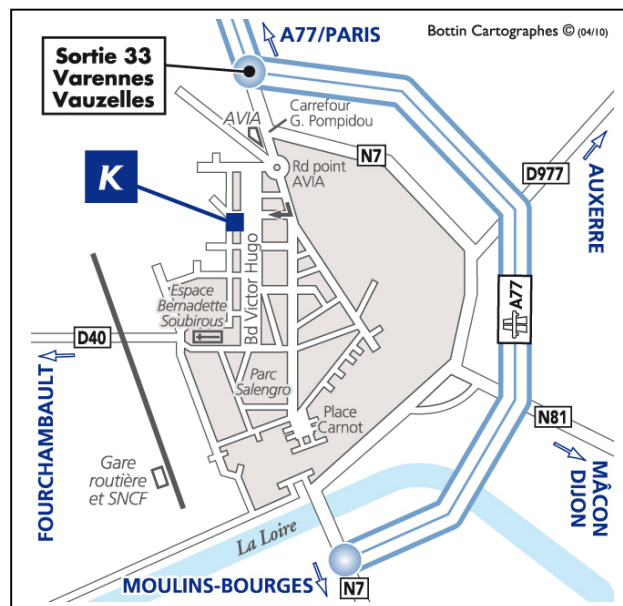 A77/PARIS
Bottin Cartographes © (04/10)
Sortie 33
Varennes
Vauzelles
AVIA
Carrefour
G. Pompidou
N7
Rd point
AVIA
D977
AUXERRE
K
Bd Victor Hugo
Espace
Bernadette
Soubirous
A77
D40
FOURCHAMBAULT
Parc
Salengro
Place
Carnot
N81
MÂCON
DIJON
Gare
routière
et SNCF
La Loire
MOULINS-BOURGES
N7